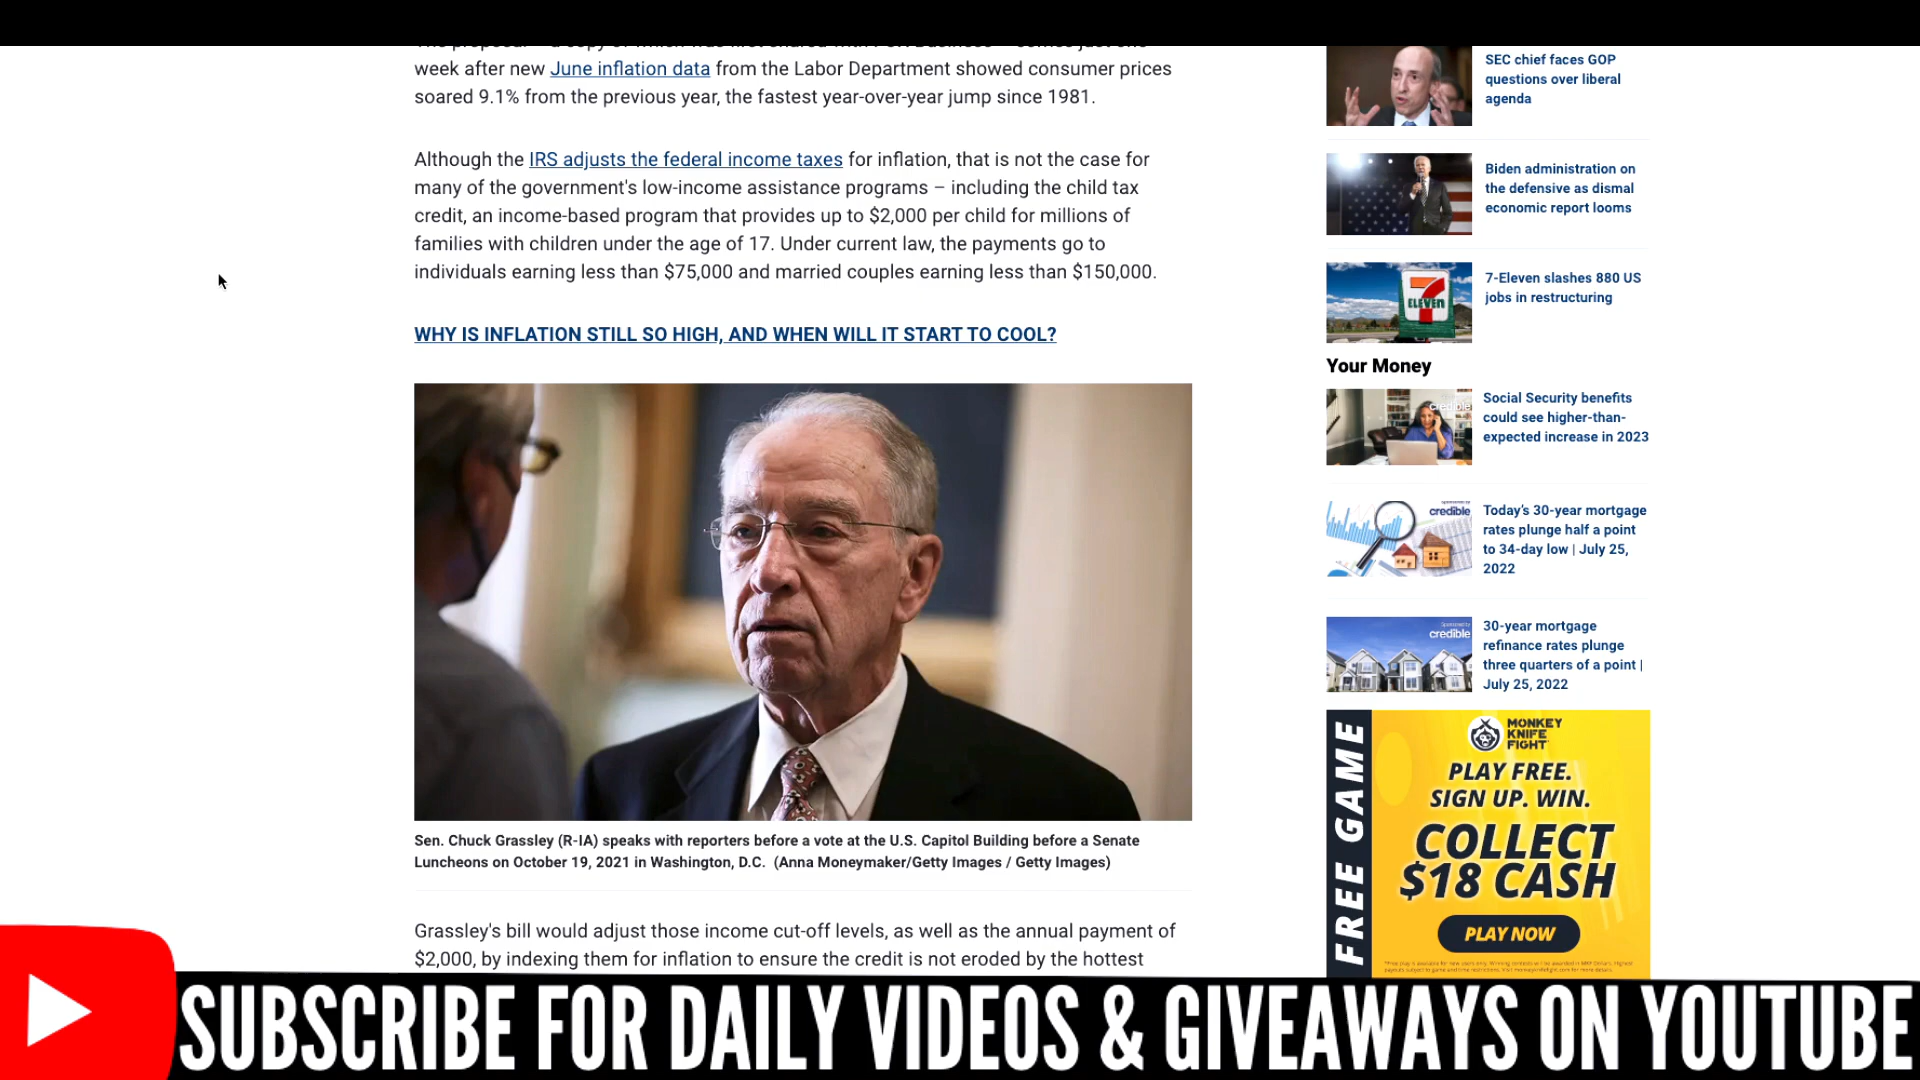 week after new June inflation data from the Labor Department showed consumer prices
soared 9.1% from the previous year, the fastest year-over-year jump since 1981.
Although the IRS adjusts the federal income taxes for inflation, that is not the case for
many of the government's low-income assistance programs – including the child tax
credit, an income-based program that provides up to $2,000 per child for millions of
families with children under the age of 17. Under current law, the payments go to
individuals earning less than $75,000 and married couples earning less than $150,000.
WHY IS INFLATION STILL SO HIGH, AND WHEN WILL IT START TO COOL?
Sen. Chuck Grassley (R-IA) speaks with reporters before a vote at the U.S. Capitol Building before a Senate
Luncheons on October 19, 2021 in Washington, D.C. (Anna Moneymaker/Getty Images / Getty Images)
Grassley's bill would adjust those income cut-off levels, as well as the annual payment of
$2,000, by indexing them for inflation to ensure the credit is not eroded by the hottest
SEC chief faces GOP
questions over liberal
agenda
Biden administration on
the defensive as dismal
economic report looms
ELEVEN
7-Eleven slashes 880 US
jobs in restructuring
Your Money
credible
Social Security benefits
could see higher-than-
expected increase in 2023
credible
Today's 30-year mortgage
rates plunge half a point
to 34-day low | July 25,
2022
Sponsored by
credible
30-year mortgage
refinance rates plunge
three quarters of a point |
July 25, 2022
FREE GAME
MONKEY
KNIFE
FIGHT
PLAY FREE.
SIGN UP. WIN.
COLLECT
$18 CASH
PLAY NOW
SUBSCRIBE FOR DAILY VIDEOS & GIVEAWAYS ON YOUTUBE